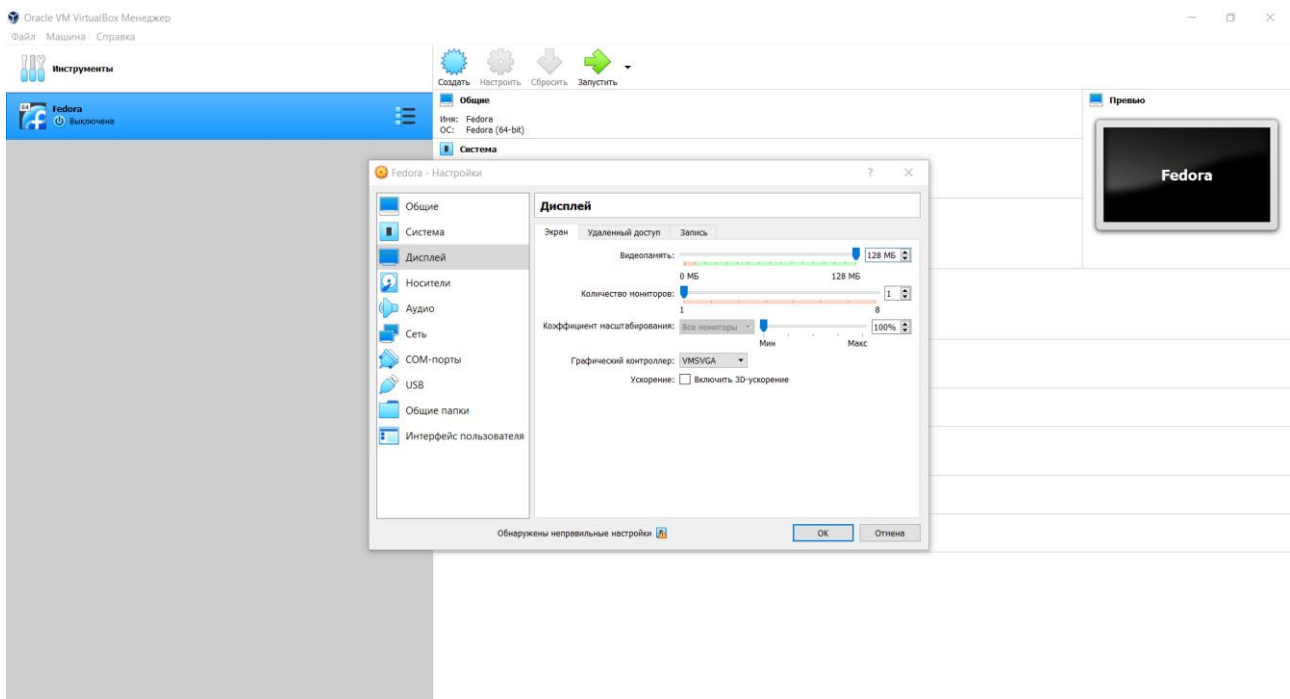 Oracle VM VirtualBox Менеджер
Файл Машина Справка
Инструменты
Создать Настроить Сбросить Запустить
64
Fedora
Выключена
Общие
Имя: Fedora
ОС: Fedora (64-bit)
Система
Превью
Fedora
Fedora - Настройки
?
Общие
Система
Дисплей
Носители
Аудио
Сеть
COM-порты
USB
Общие папки
Интерфейс пользователя
Дисплей
Экран Удаленный доступ Запись
Видеопамять: 128 МБ
0 МБ 128 МБ
Количество мониторов: 1
1 8
Коэффициент масштабирования: Все мониторы 100%
Мин Макс
Графический контроллер: VMSVGA
Ускорение: Включить 3D-ускорение
Обнаружены неправильные настройки
OK Отмена